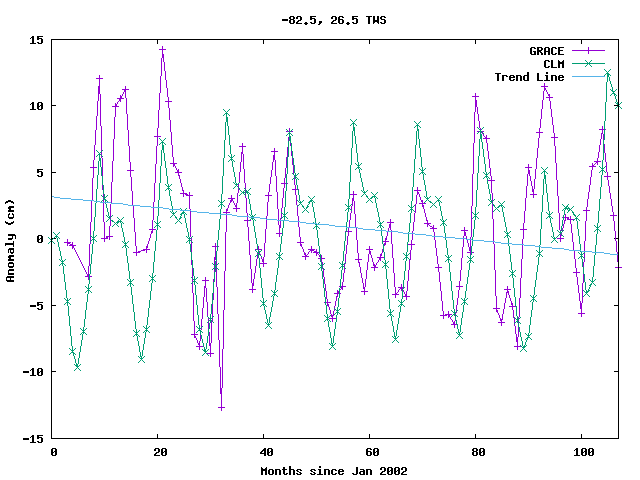 -82.5, 26.5 TWS
GRACE
CLM
Trend Line
15
10
5
0
-5
-10
-15
Anomaly (cm)
0 20 40 60 80 100
Months since Jan 2002